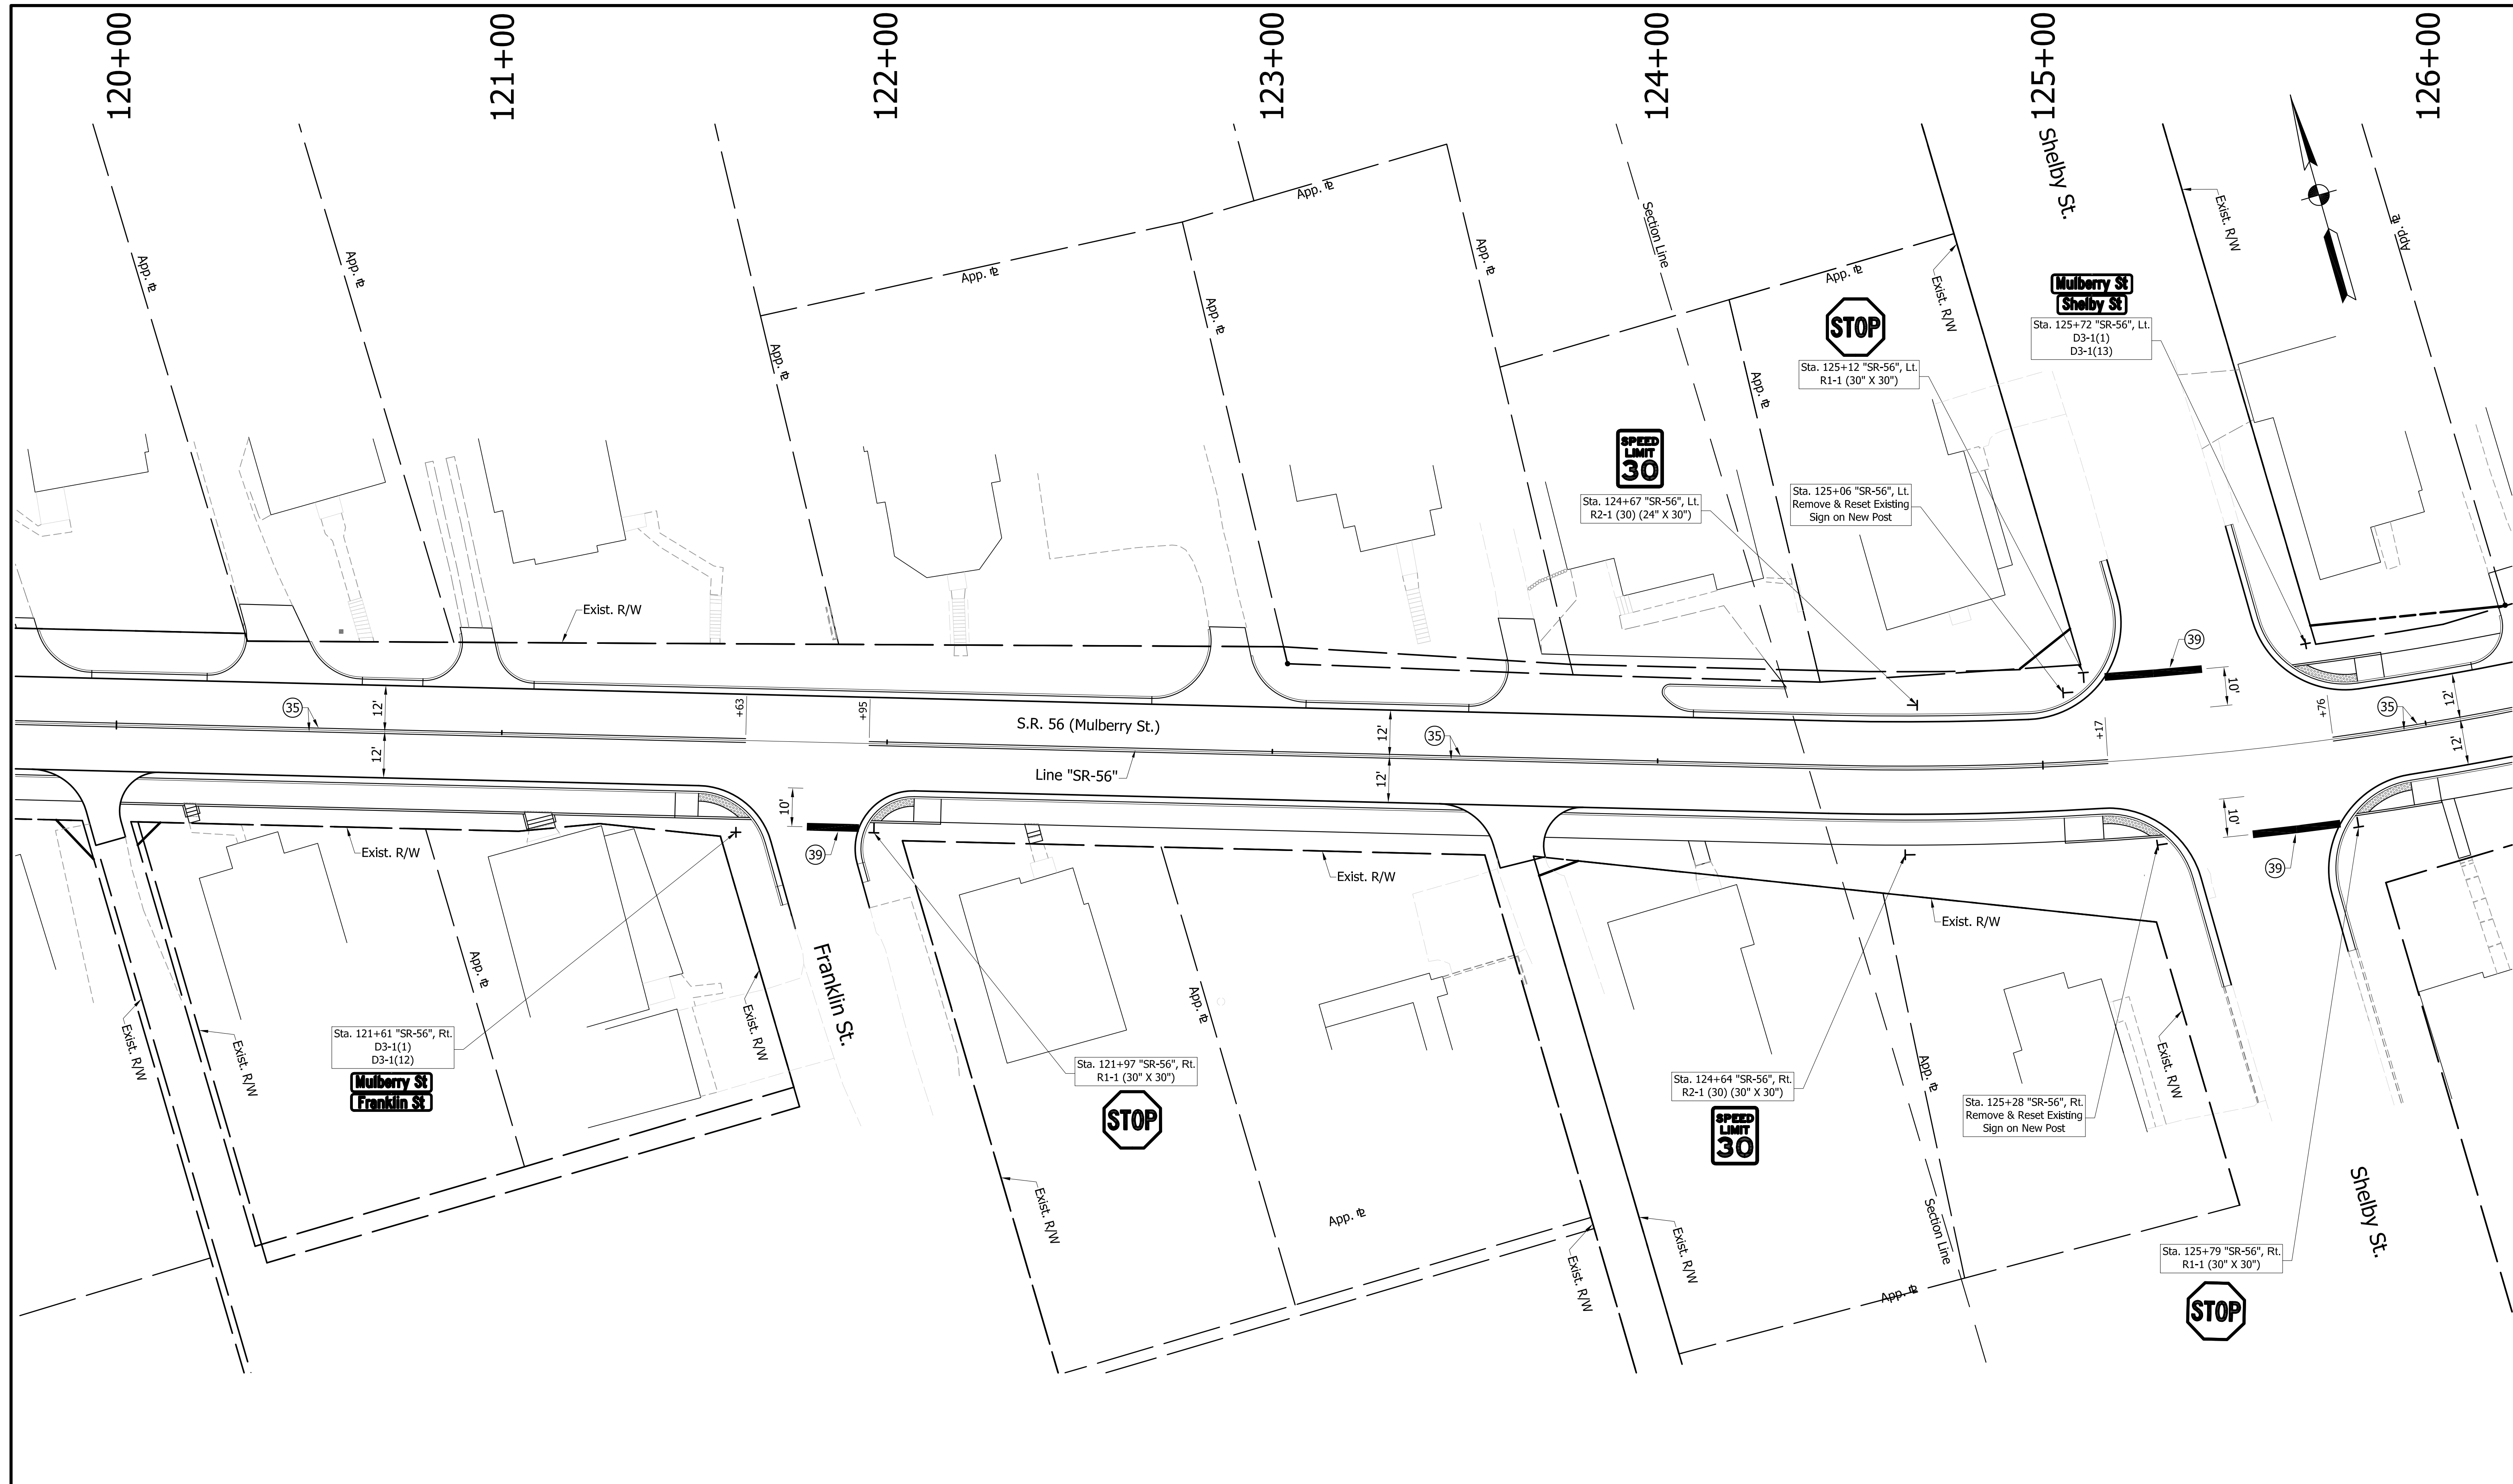 120+00
121+00
122+00
123+00
124+00
125+00
126+00
Shelby St.
App. ⅊
App. ⅊
App. ⅊
App. ⅊
App. ⅊
App. ⅊
App. ⅊
Section Line
App. ⅊
App. ⅊
Exist. R/W
Exist. R/W
App. ⅊
Mulberry St
Shelby St
Sta. 125+72 "SR-56", Lt.
D3-1(1)
D3-1(13)
STOP
Sta. 125+12 "SR-56", Lt.
R1-1 (30" X 30")
SPEED
LIMIT
30
Sta. 124+67 "SR-56", Lt.
R2-1 (30) (24" X 30")
Sta. 125+06 "SR-56", Lt.
Remove & Reset Existing
Sign on New Post
Exist. R/W
39
10'
35
12'
12'
+63
+95
S.R. 56 (Mulberry St.)
Line "SR-56"
12'
12'
35
+17
+76
35
12'
12'
10'
39
10'
39
Exist. R/W
Exist. R/W
Exist. R/W
Franklin St.
App. ⅊
App. ⅊
Exist. R/W
Exist. R/W
Exist. R/W
Sta. 121+61 "SR-56", Rt.
D3-1(1)
D3-1(12)
Mulberry St
Franklin St
Sta. 121+97 "SR-56", Rt.
R1-1 (30" X 30")
STOP
Sta. 124+64 "SR-56", Rt.
R2-1 (30) (30" X 30")
SPEED
LIMIT
30
App. ⅊
Sta. 125+28 "SR-56", Rt.
Remove & Reset Existing
Sign on New Post
Exist. R/W
Exist. R/W
App. ⅊
Exist. R/W
Exist. R/W
Section Line
App. ⅊
Shelby St.
Sta. 125+79 "SR-56", Rt.
R1-1 (30" X 30")
STOP